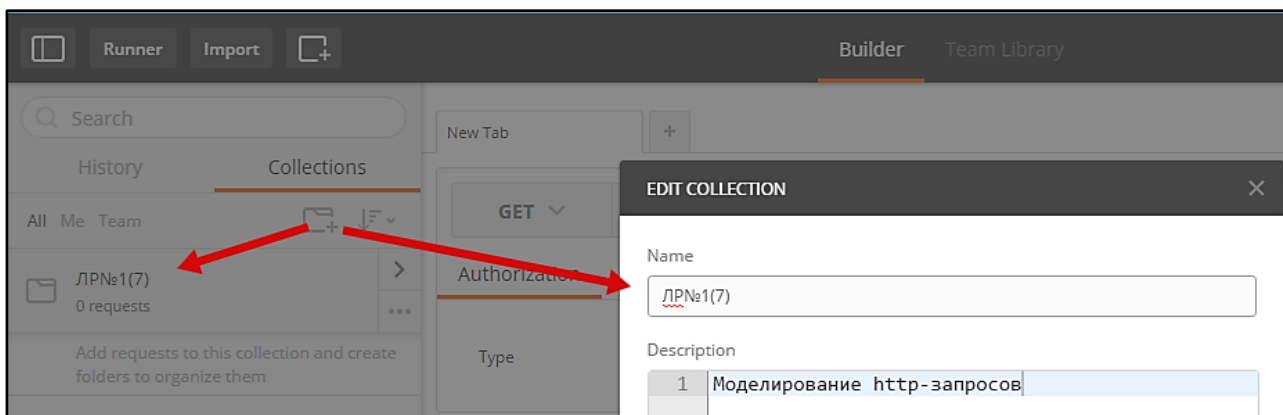 Runner Import Builder Team Library
Search
New Tab +
History Collections
EDIT COLLECTION
GET
All Me Team
Name
ЛР№1(7)
0 requests
Authorization
ЛР№1(7)
Add requests to this collection and create
folders to organize them
Type
Description
1 Моделирование http-запросов